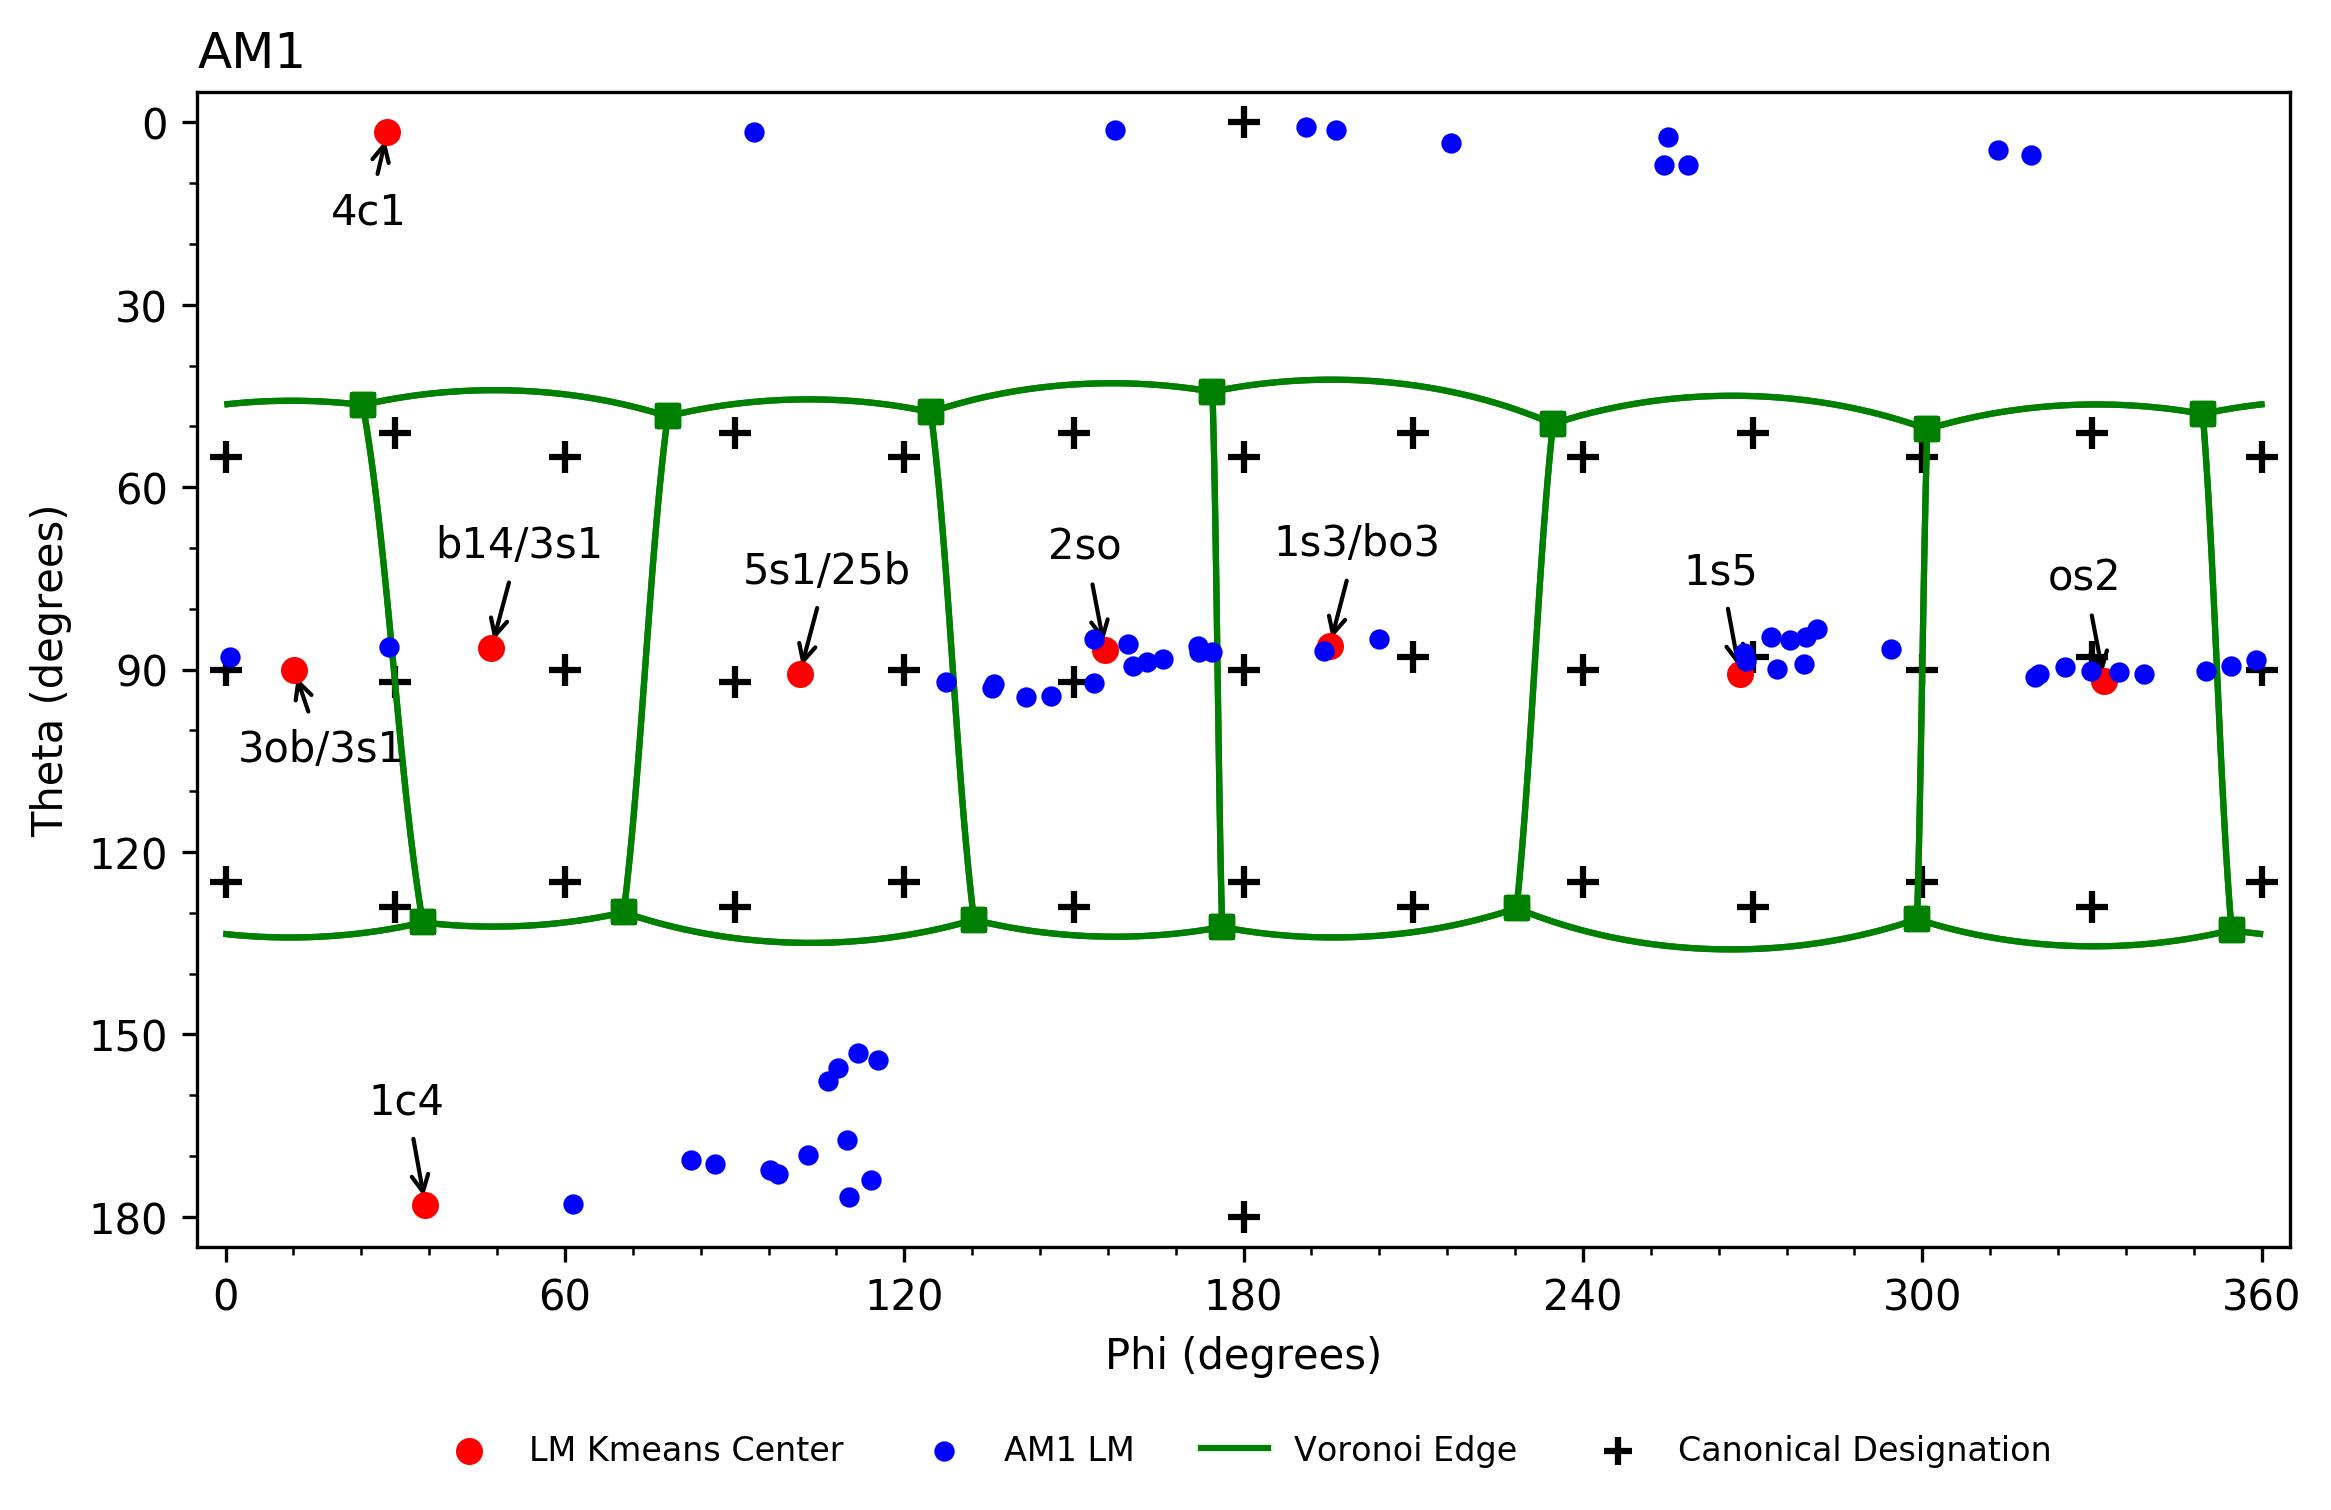 AM1
0
4c1
30
60
b14/3s1
5s1/25b
2so
1s3/bo3
1s5
os2
90
3ob/3s1
120
150
1c4
180
Theta (degrees)
0 60 120 180 240 300 360
Phi (degrees)
LM Kmeans Center AM1 LM Voronoi Edge Canonical Designation